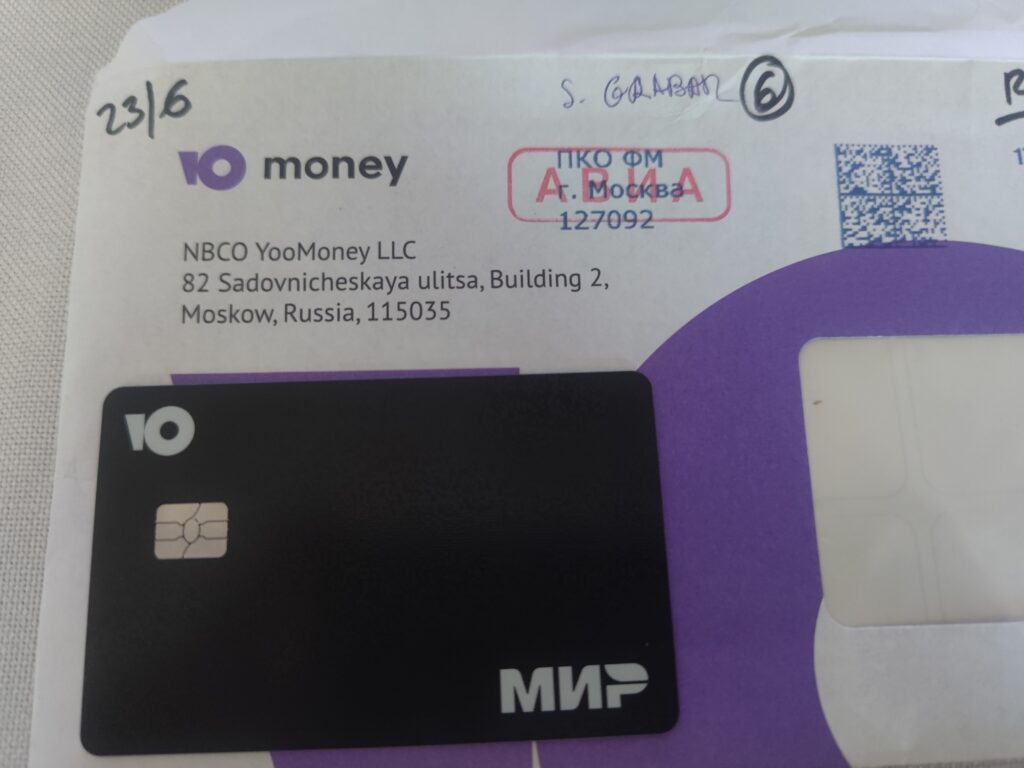 23/6
S. GRABAR 6
Ю money
ПКО ФМ
АВИА
г. Москва
127092
NBCO YooMoney LLC
82 Sadovnicheskaya ulitsa, Building 2,
Moskow, Russia, 115035
Ю
МИР